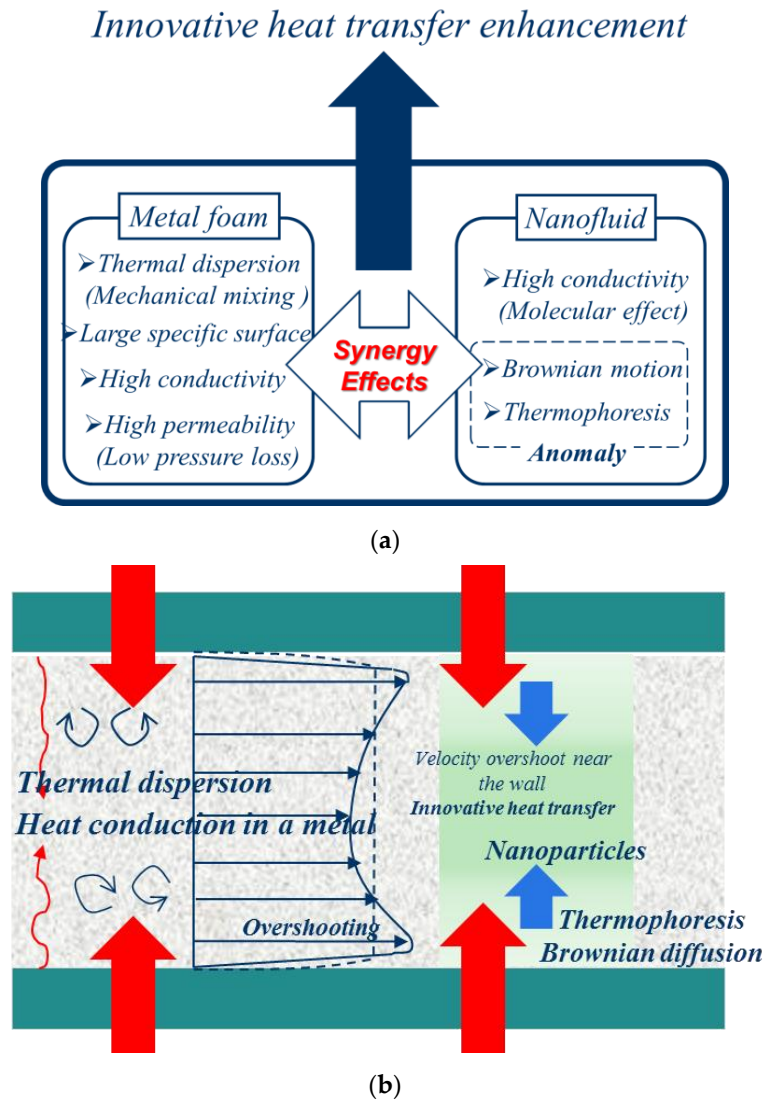 Innovative heat transfer enhancement
Metal foam
➢Thermal dispersion
(Mechanical mixing )
➢Large specific surface
➢High conductivity
➢High permeability
(Low pressure loss)
Synergy
Effects
Nanofluid
➢High conductivity
(Molecular effect)
➢Brownian motion
➢Thermophoresis
Anomaly
(a)
Thermal dispersion
Heat conduction in a metal
Overshooting
Velocity overshoot near
the wall
Innovative heat transfer
Nanoparticles
Thermophoresis
Brownian diffusion
(b)